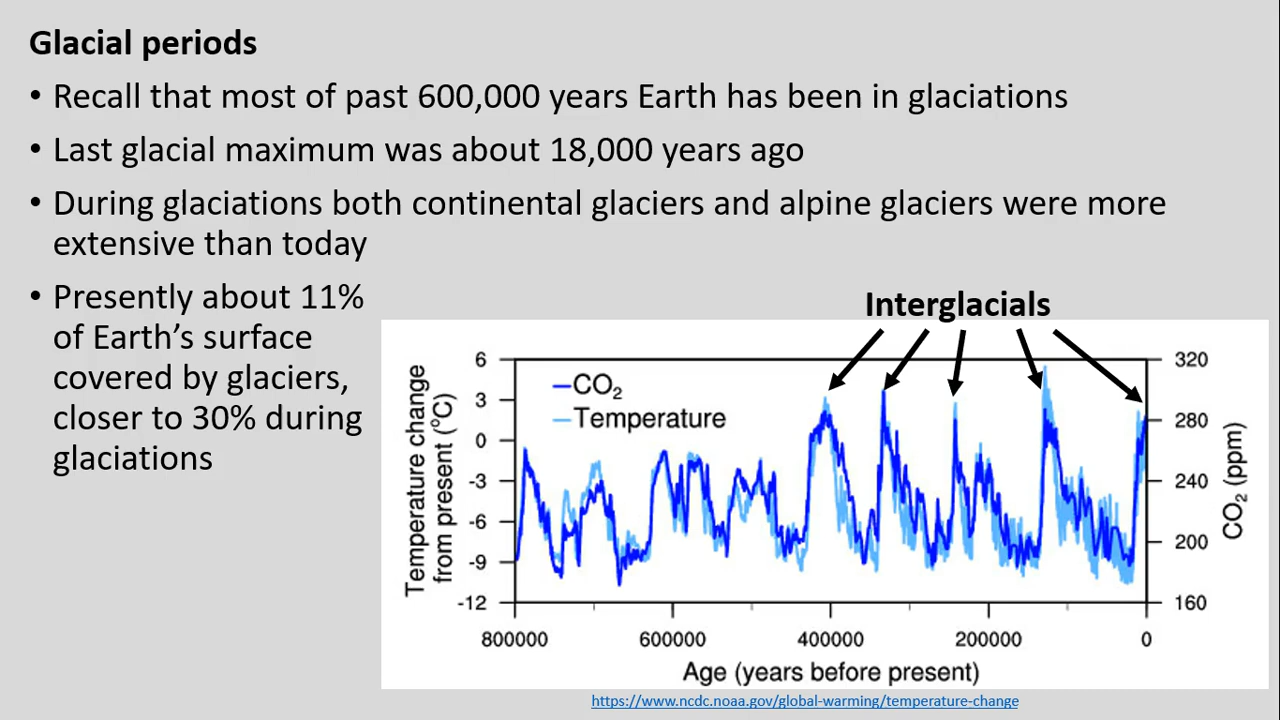 Glacial periods
• Recall that most of past 600,000 years Earth has been in glaciations
• Last glacial maximum was about 18,000 years ago
• During glaciations both continental glaciers and alpine glaciers were more
extensive than today
• Presently about 11%
of Earth’s surface
covered by glaciers,
closer to 30% during
glaciations
Interglacials
Temperature change
from present (°C)
6
3
0
-3
-6
-9
-12
CO₂
Temperature
320
280
240
200
160
CO₂ (ppm)
800000 600000 400000 200000 0
Age (years before present)
https://www.ncdc.noaa.gov/global-warming/temperature-change